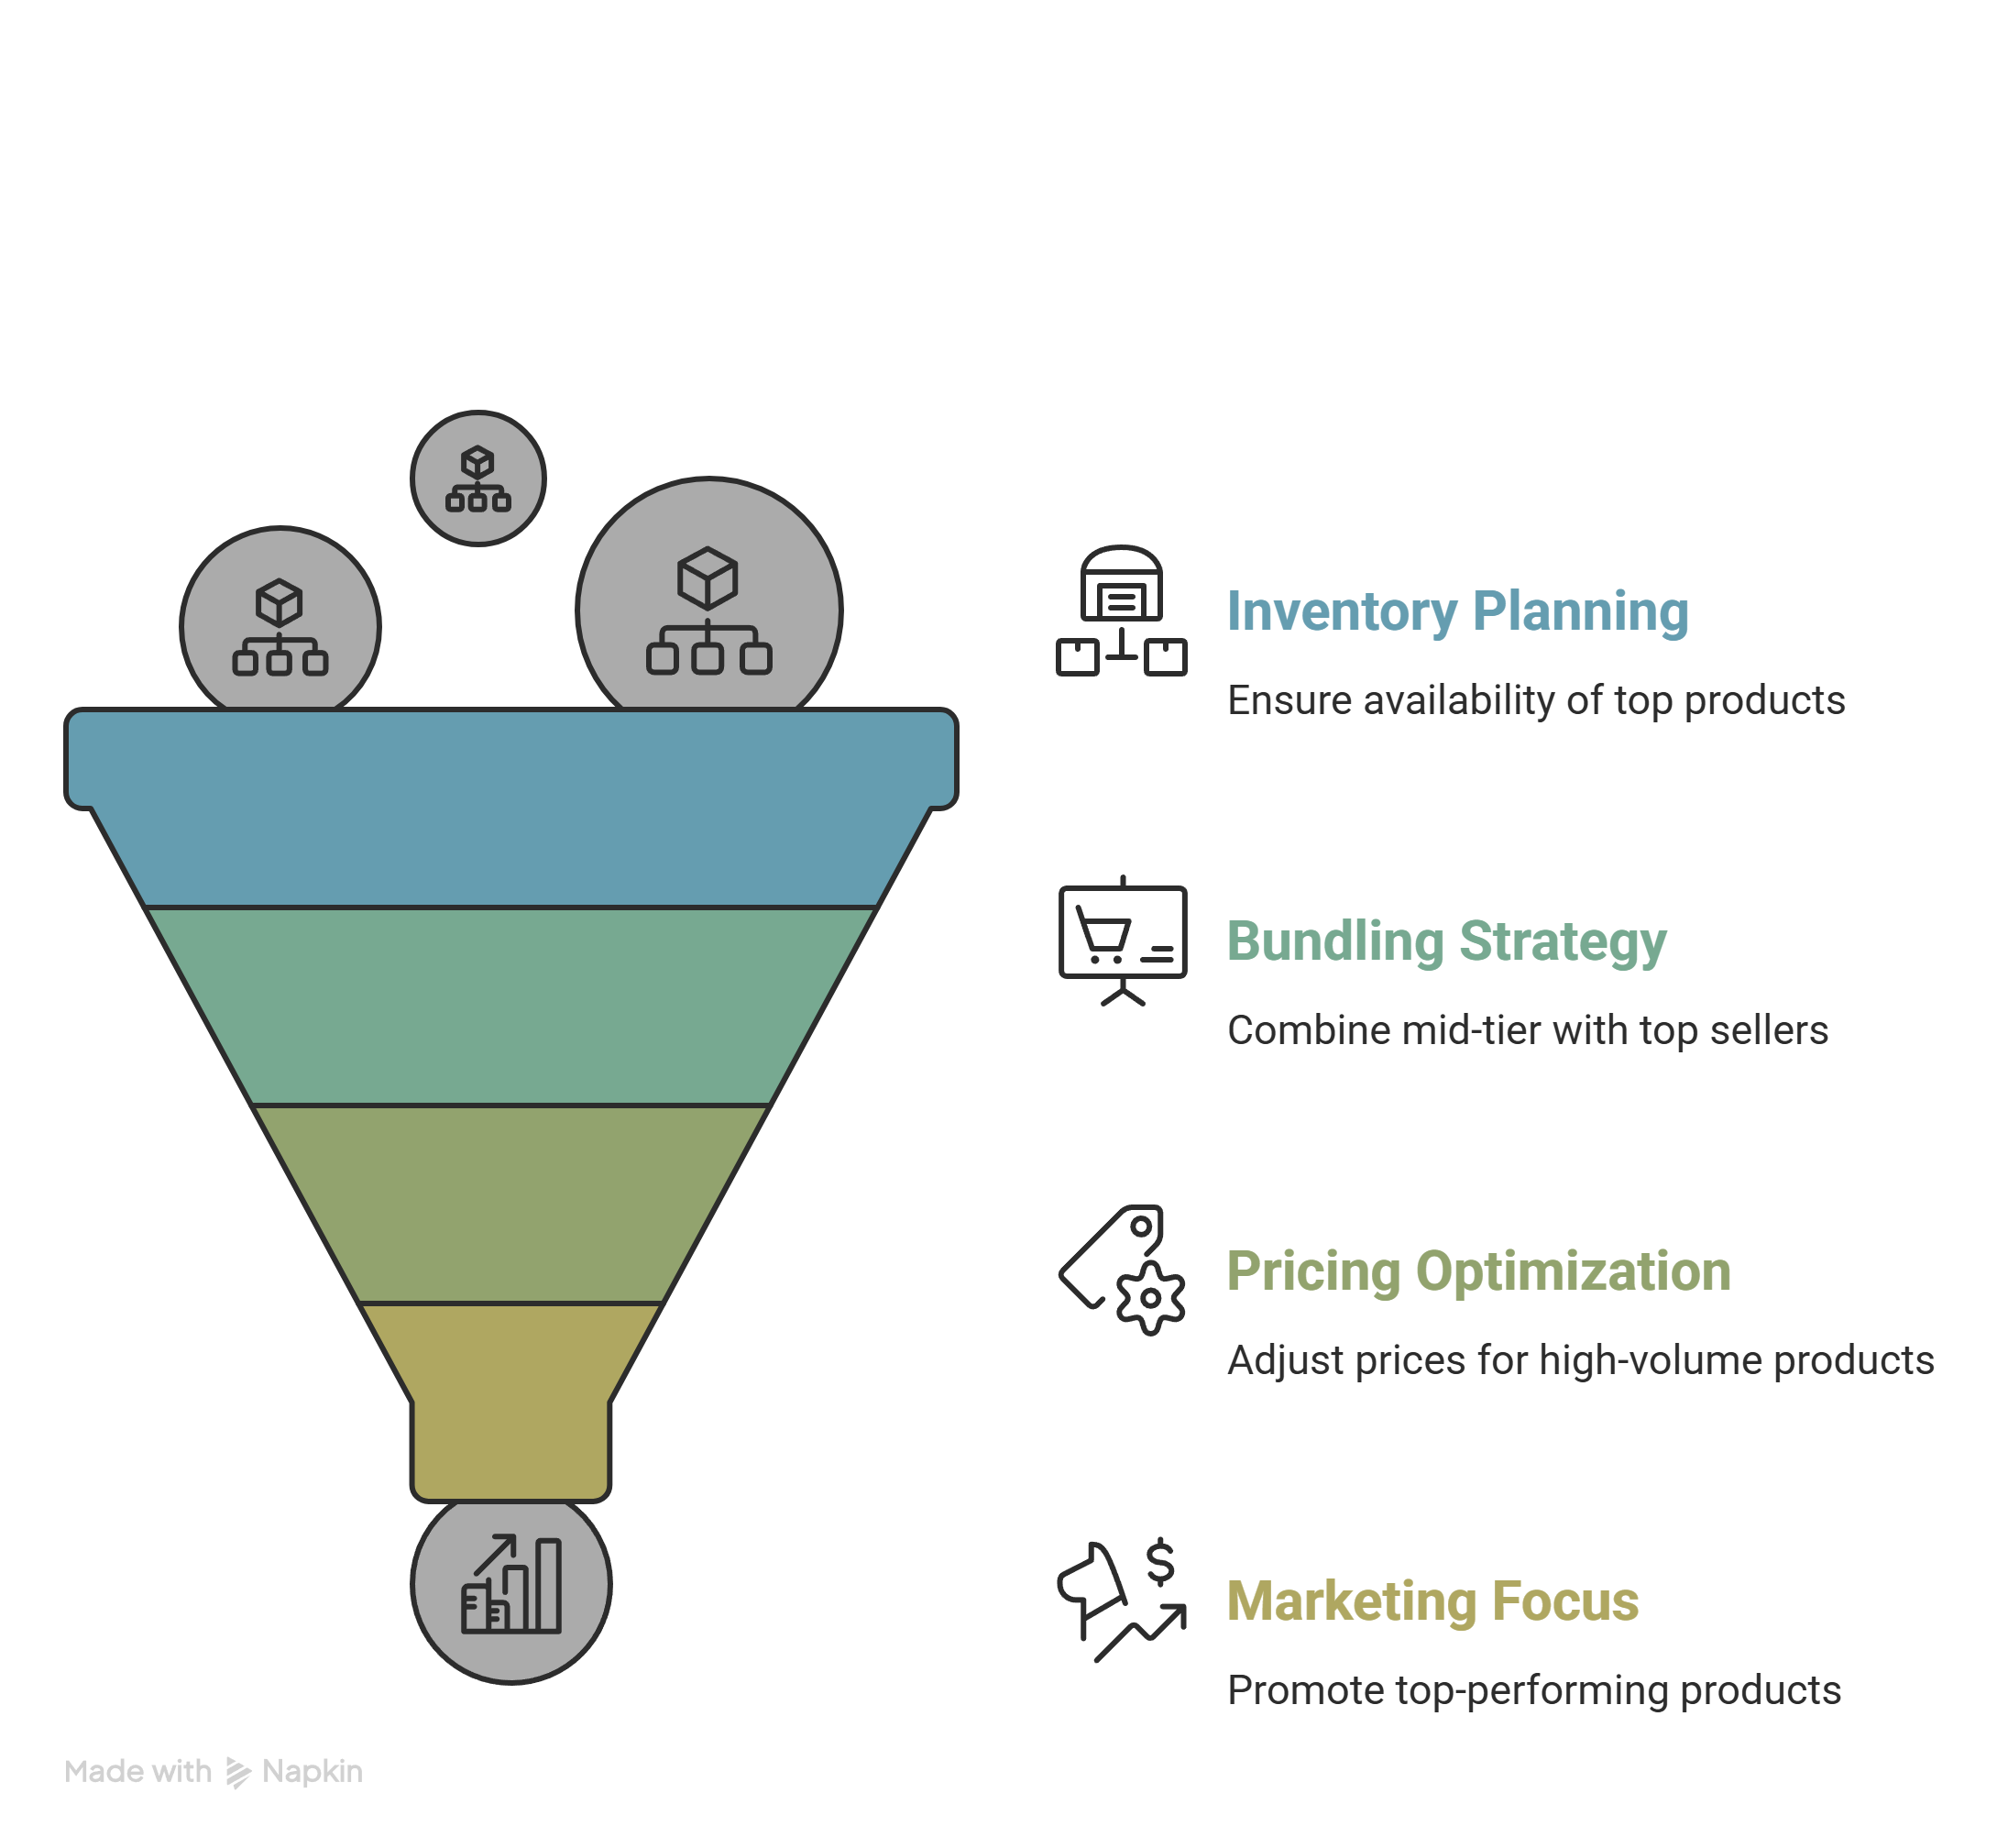 Inventory Planning
Ensure availability of top products
Bundling Strategy
Combine mid-tier with top sellers
Pricing Optimization
Adjust prices for high-volume products
$
Marketing Focus
Promote top-performing products
Made with Napkin